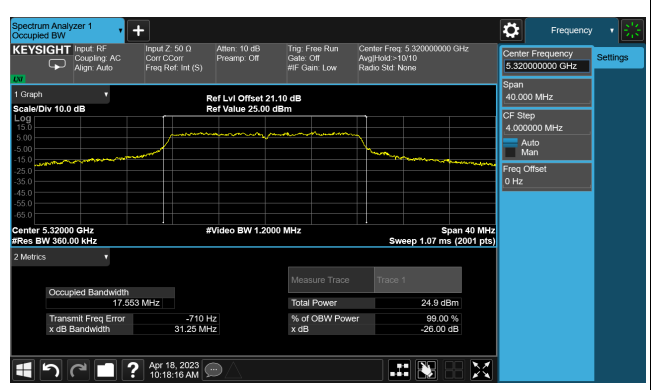 Spectrum Analyzer 1
Occupied BW
Frequency
KEYSIGHT
Input: RF
Coupling: AC
Align: Auto
Input Z: 50 Ω
Corr CCorr
Freq Ref: Int (S)
Atten: 10 dB
Preamp: Off
Trig: Free Run
Gate: Off
#IF Gain: Low
Center Freq: 5.320000000 GHz
Avg|Hold:>10/10
Radio Std: None
LXI
Center Frequency
5.320000000 GHz
Settings
Span
40.000 MHz
CF Step
4.000000 MHz
Auto
Man
Freq Offset
0 Hz
1 Graph
Scale/Div 10.0 dB
Ref Lvl Offset 21.10 dB
Ref Value 25.00 dBm
Log
15.0
5.00
-5.00
-15.0
-25.0
-35.0
-45.0
-55.0
-65.0
Center 5.32000 GHz
#Res BW 360.00 kHz
#Video BW 1.2000 MHz
Span 40 MHz
Sweep 1.07 ms (2001 pts)
2 Metrics
Measure Trace
Trace 1
Occupied Bandwidth
17.553 MHz
Total Power
24.9 dBm
Transmit Freq Error
-710 Hz
% of OBW Power
99.00 %
x dB Bandwidth
31.25 MHz
x dB
-26.00 dB
?
Apr 18, 2023
10:18:16 AM